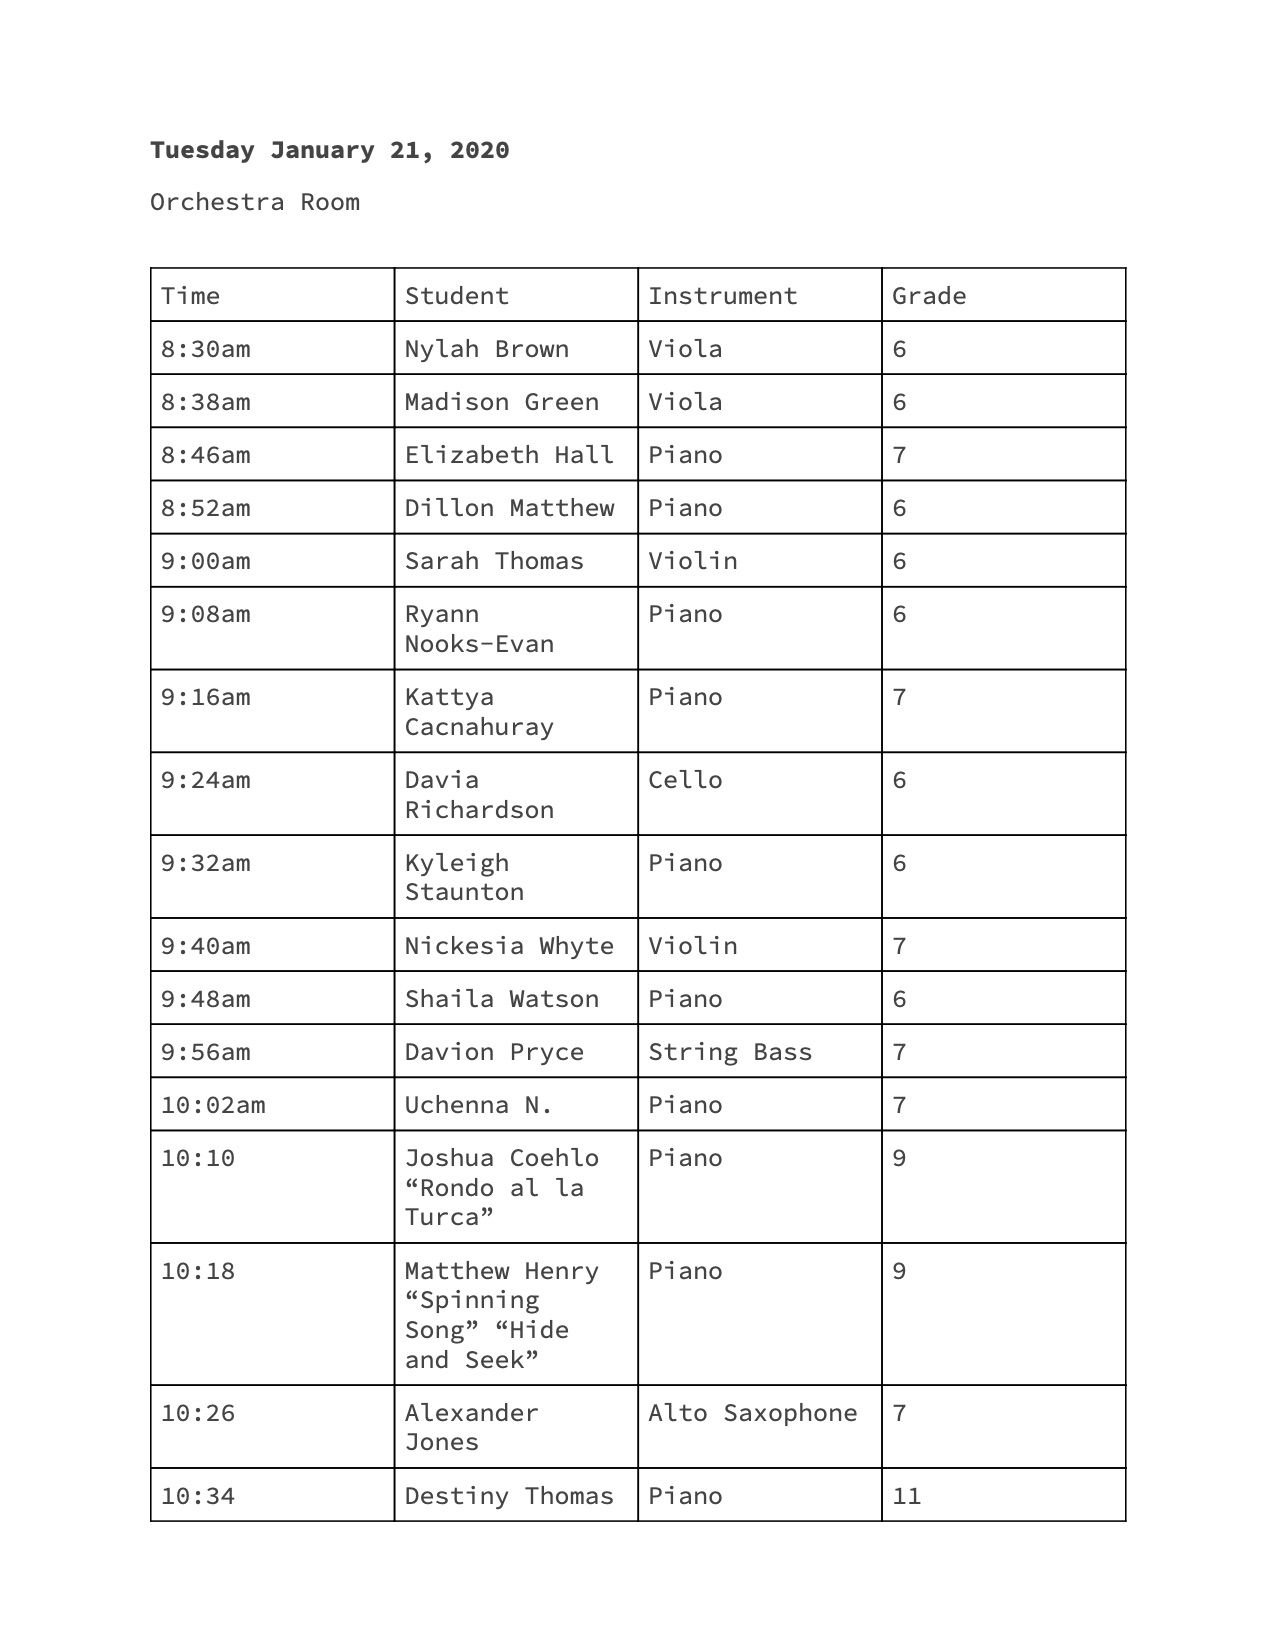 Tuesday January 21, 2020
Orchestra Room
Time Student Instrument Grade
8:30am Nylah Brown Viola 6
8:38am Madison Green Viola 6
8:46am Elizabeth Hall Piano 7
8:52am Dillon Matthew Piano 6
9:00am Sarah Thomas Violin 6
9:08am Ryann Piano 6
Nooks-Evan
9:16am Kattya Piano 7
Cacnahuray
9:24am Davia Cello 6
Richardson
9:32am Kyleigh Piano 6
Staunton
9:40am Nickesia Whyte Violin 7
9:48am Shaila Watson Piano 6
9:56am Davion Pryce String Bass 7
10:02am Uchenna N. Piano 7
10:10 Joshua Coehlo Piano 9
“Rondo al la
Turca”
10:18 Matthew Henry Piano 9
“Spinning
Song” “Hide
and Seek”
10:26 Alexander Alto Saxophone 7
Jones
10:34 Destiny Thomas Piano 11